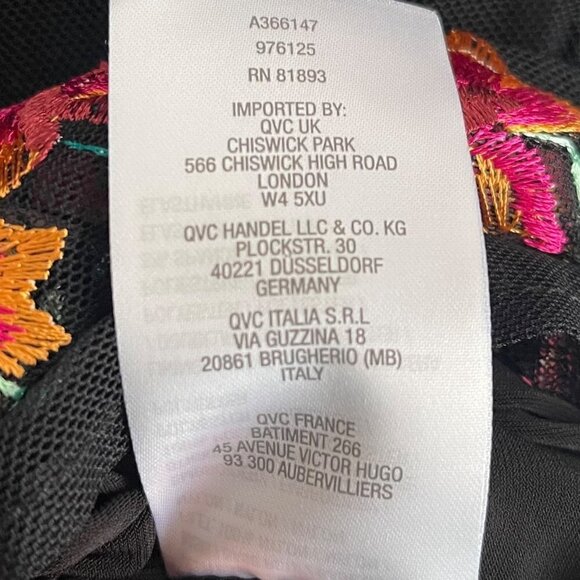 A366147
976125
RN 81893
IMPORTED BY:
QVC UK
CHISWICK PARK
566 CHISWICK HIGH ROAD
LONDON
W4 5XU
QVC HANDEL LLC & CO. KG
PLOCKSTR. 30
40221 DÜSSELDORF
GERMANY
QVC ITALIA S.R.L
VIA GUZZINA 18
20861 BRUGHERIO (MB)
ITALY
QVC FRANCE
BATIMENT 266
45 AVENUE VICTOR HUGO
93 300 AUBERVILLIERS